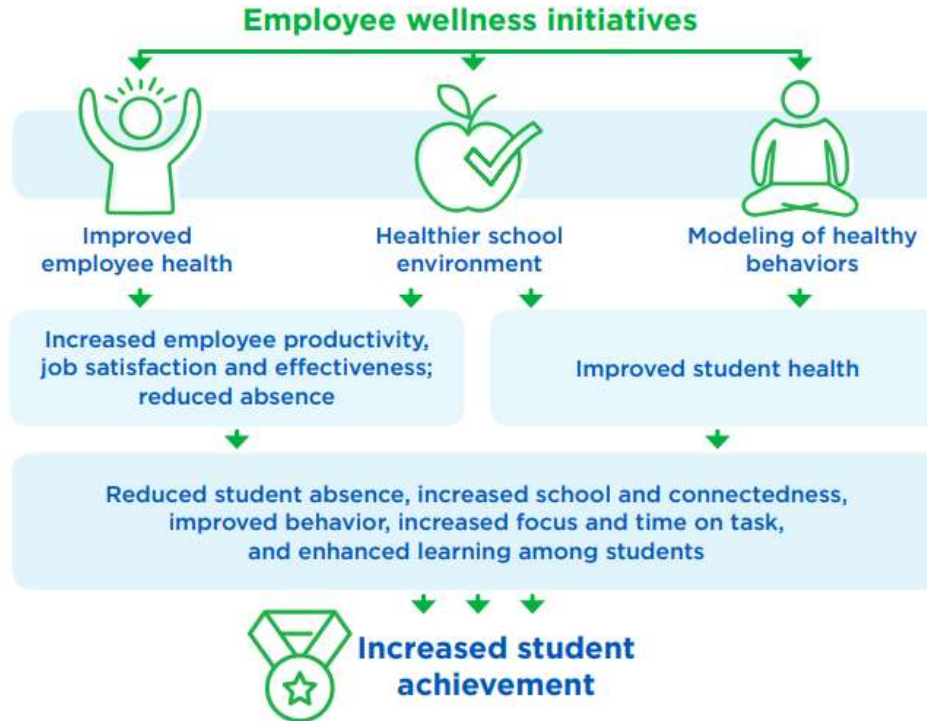 Employee wellness initiatives
Improved
employee health
Healthier school
environment
Modeling of healthy
behaviors
Increased employee productivity,
job satisfaction and effectiveness;
reduced absence
Improved student health
Reduced student absence, increased school and connectedness,
improved behavior, increased focus and time on task,
and enhanced learning among students
Increased student
achievement